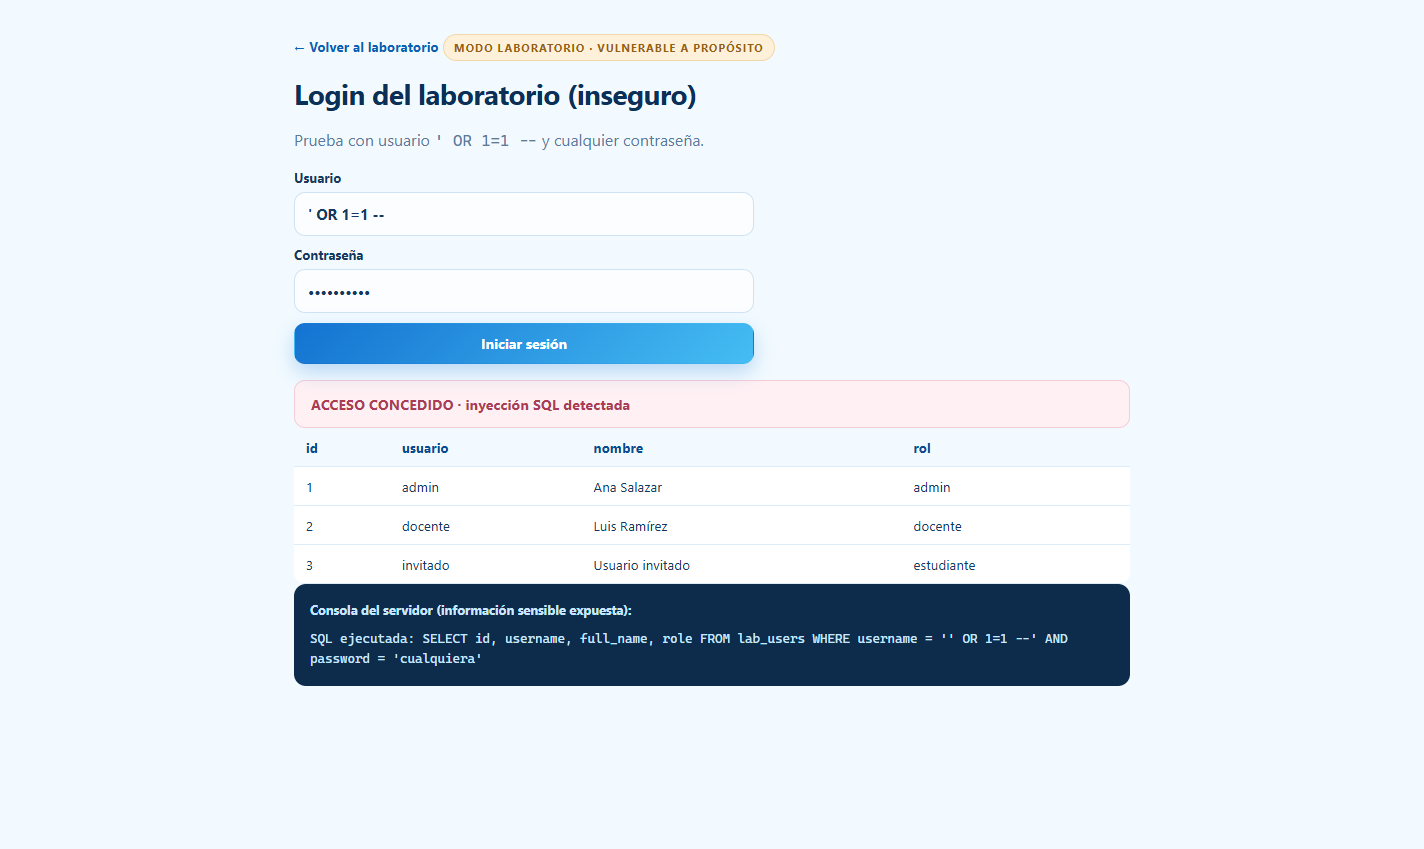 ← Volver al laboratorio MODO LABORATORIO · VULNERABLE A PROPÓSITO
Login del laboratorio (inseguro)
Prueba con usuario ' OR 1=1 -- y cualquier contraseña.
Usuario
' OR 1=1 --
Contraseña
••••••••••
Iniciar sesión
ACCESO CONCEDIDO · inyección SQL detectada
id usuario nombre rol
1 admin Ana Salazar admin
2 docente Luis Ramírez docente
3 invitado Usuario invitado estudiante
Consola del servidor (información sensible expuesta):
SQL ejecutada: SELECT id, username, full_name, role FROM lab_users WHERE username = '' OR 1=1 --' AND
password = 'cualquiera'